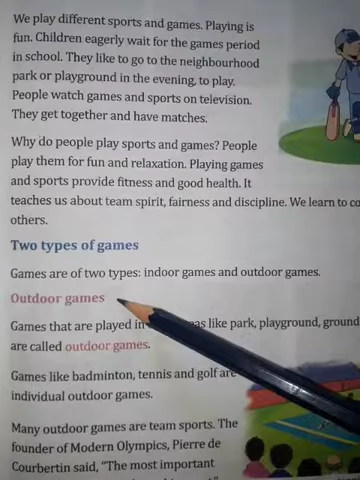 We play different sports and games. Playing is
fun. Children eagerly wait for the games period
in school. They like to go to the neighbourhood
park or playground in the evening, to play.
People watch games and sports on television.
They get together and have matches.
Why do people play sports and games? People
play them for fun and relaxation. Playing games
and sports provide fitness and good health. It
teaches us about team spirit, fairness and discipline. We learn to
others.
Two types of games
Games are of two types: indoor games and outdoor games.
Outdoor games
Games that are played in like park, playground, ground
are called outdoor games.
Games like badminton, tennis and golf are
individual outdoor games.
Many outdoor games are team sports. The
founder of Modern Olympics, Pierre de
Courbertin said, "The most important